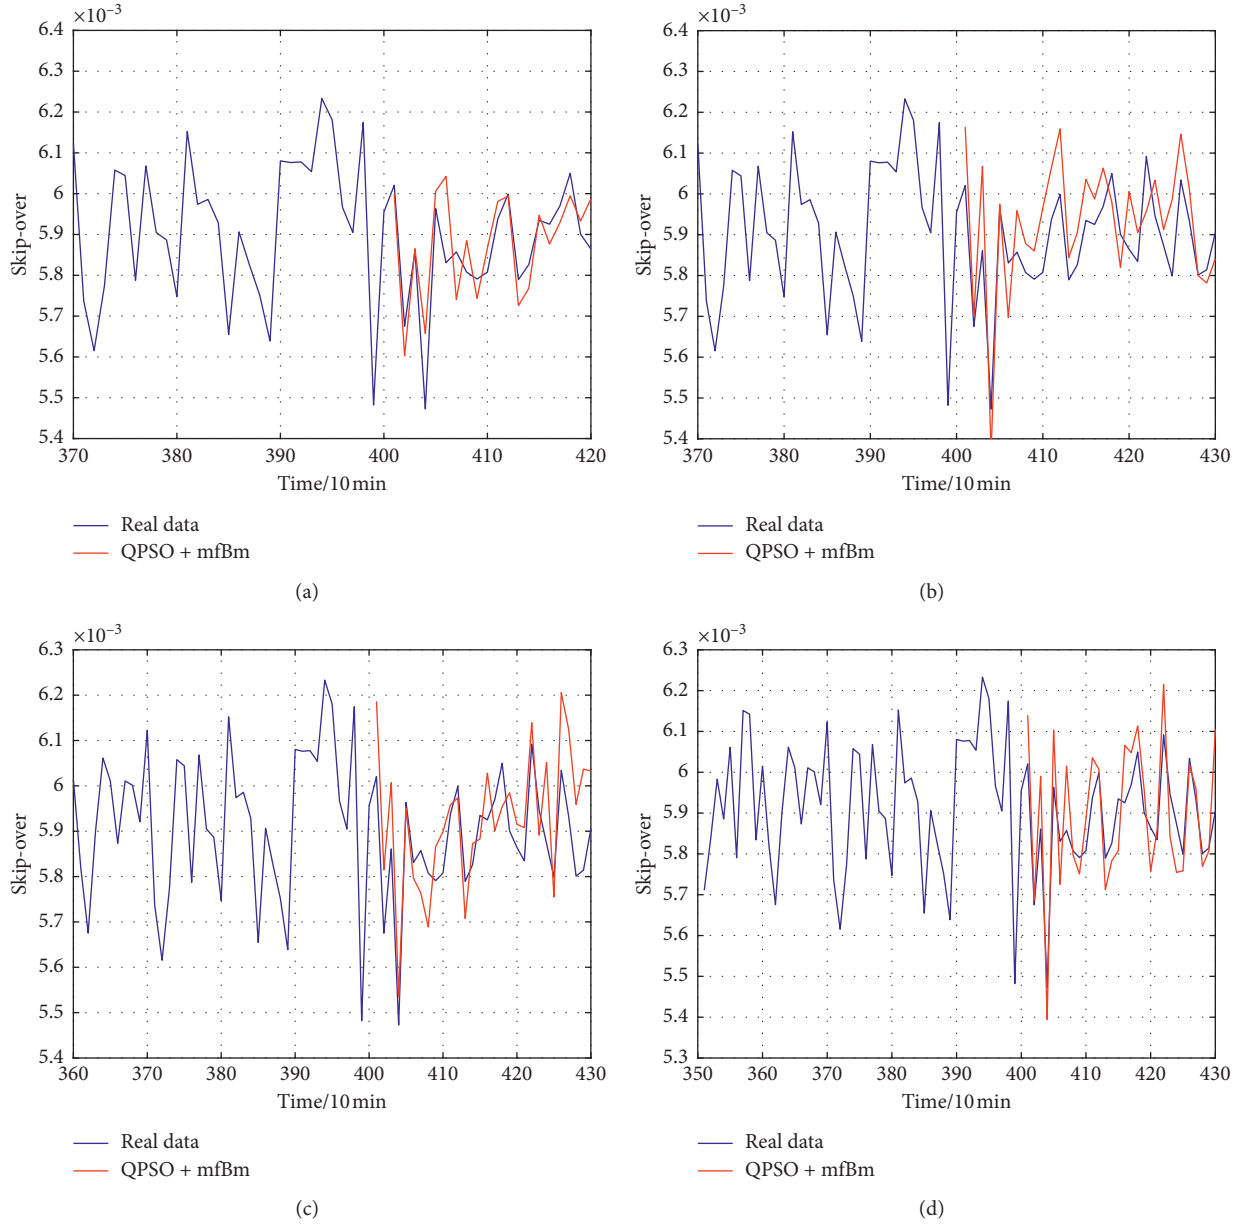 ×10⁻³
6.4
6.3
6.2
6.1
6
5.9
5.8
5.7
5.6
5.5
5.4
Skip-over
370 380 390 400 410 420
Time/10 min
Real data
QPSO + mfBm
(a)
×10⁻³
6.4
6.3
6.2
6.1
6
5.9
5.8
5.7
5.6
5.5
5.4
Skip-over
370 380 390 400 410 420 430
Time/10 min
Real data
QPSO + mfBm
(b)
×10⁻³
6.3
6.2
6.1
6
5.9
5.8
5.7
5.6
5.5
5.4
Skip-over
360 370 380 390 400 410 420 430
Time/10 min
Real data
QPSO + mfBm
(c)
×10⁻³
6.3
6.2
6.1
6
5.9
5.8
5.7
5.6
5.5
5.4
5.3
Skip-over
350 360 370 380 390 400 410 420 430
Time/10 min
Real data
QPSO + mfBm
(d)